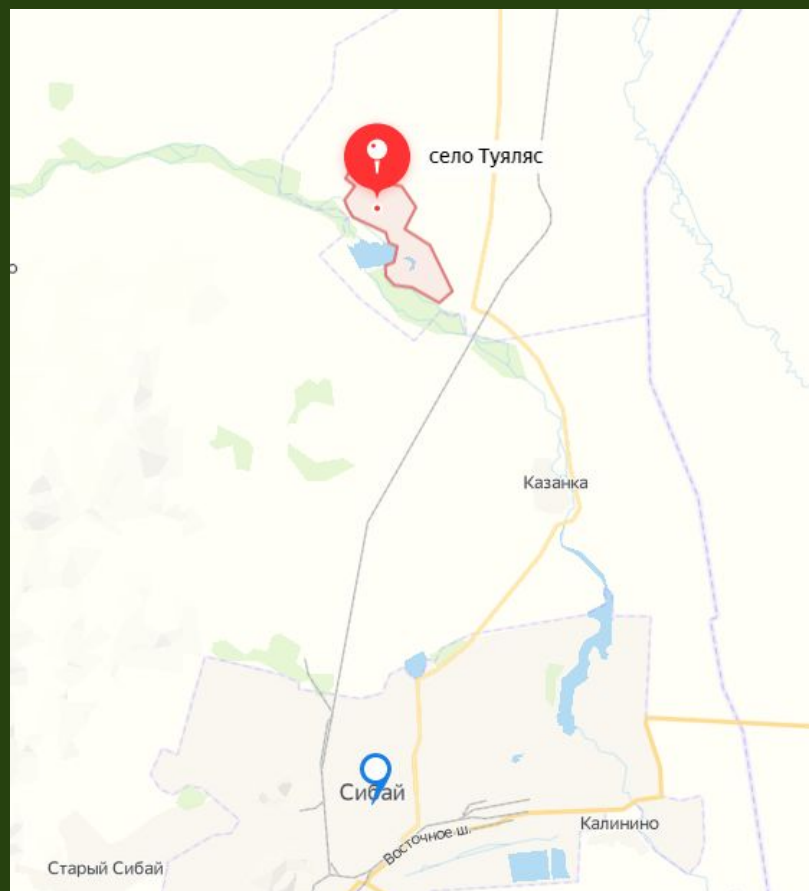 село Туяляс
о
Казанка
Сибай
Восточное ш.
Калинино
Старый Сибай